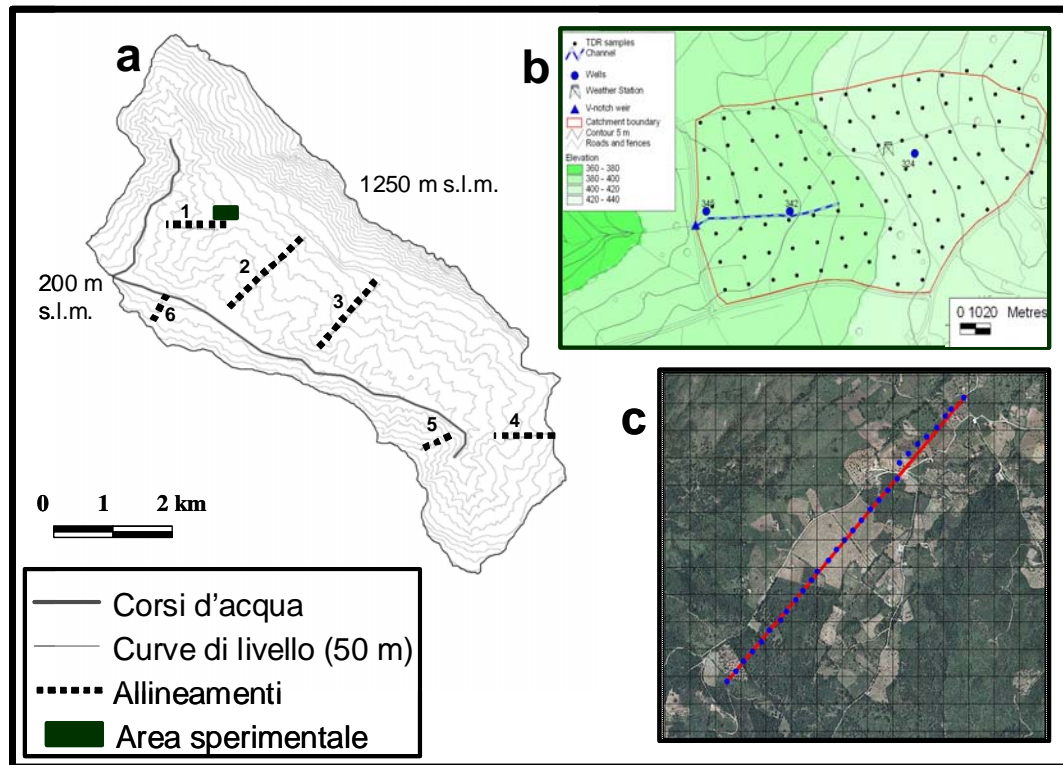 a
1250 m s.l.m.
1
2
3
200 m
s.l.m.
6
5
4
0 1 2 km
Corsi d'acqua
Curve di livello (50 m)
Allineamenti
Area sperimentale
b
TDR samples
Channel
Wells
Weather Station
V-notch weir
Catchment boundary
Contour 5 m
Roads and fences
Elevation
360 - 380
380 - 400
400 - 420
420 - 440
324
342
0 1020 Metres
c